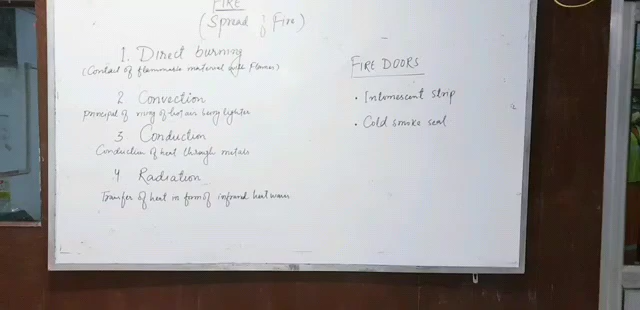 FIRE
(Spread of Fire)
1. Direct burning
(Contact of flammable material with Flames)
2 Convection
principal of rising of hot air being lighter
3 Conduction
Conduction of heat through metals
4 Radiation
Transfer of heat in form of infrared heat waves
FIRE DOORS
• Intumescent strip
• Cold smoke seal